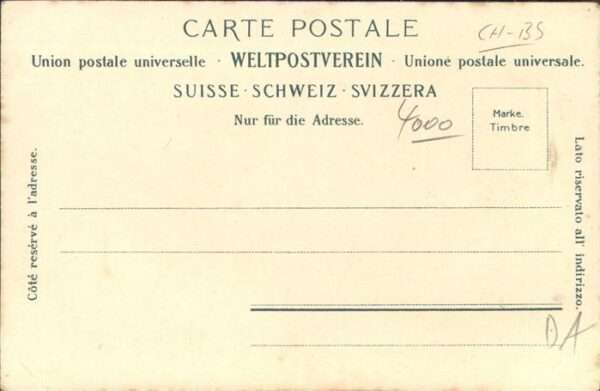 CARTE POSTALE
CH-BS
Union postale universelle · WELTPOSTVEREIN · Unione postale universale.
SUISSE · SCHWEIZ · SVIZZERA
Nur für die Adresse.
4000
Marke.
Timbre
Côté resérvé à l'adresse.
Lato riservato all' indirizzo.
DA